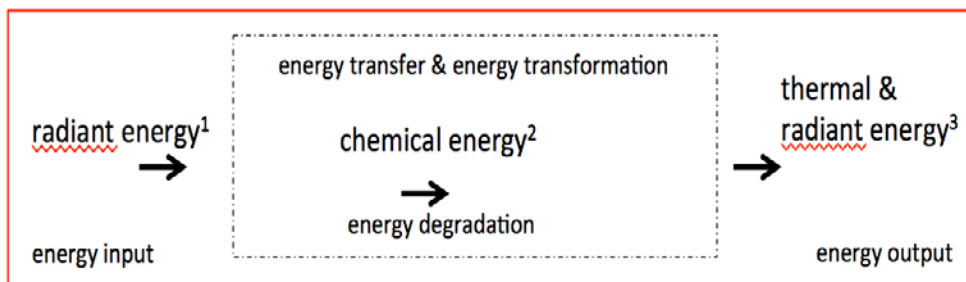 energy transfer & energy transformation
radiant energy¹
chemical energy²
thermal &
radiant energy³
energy degradation
energy input
energy output